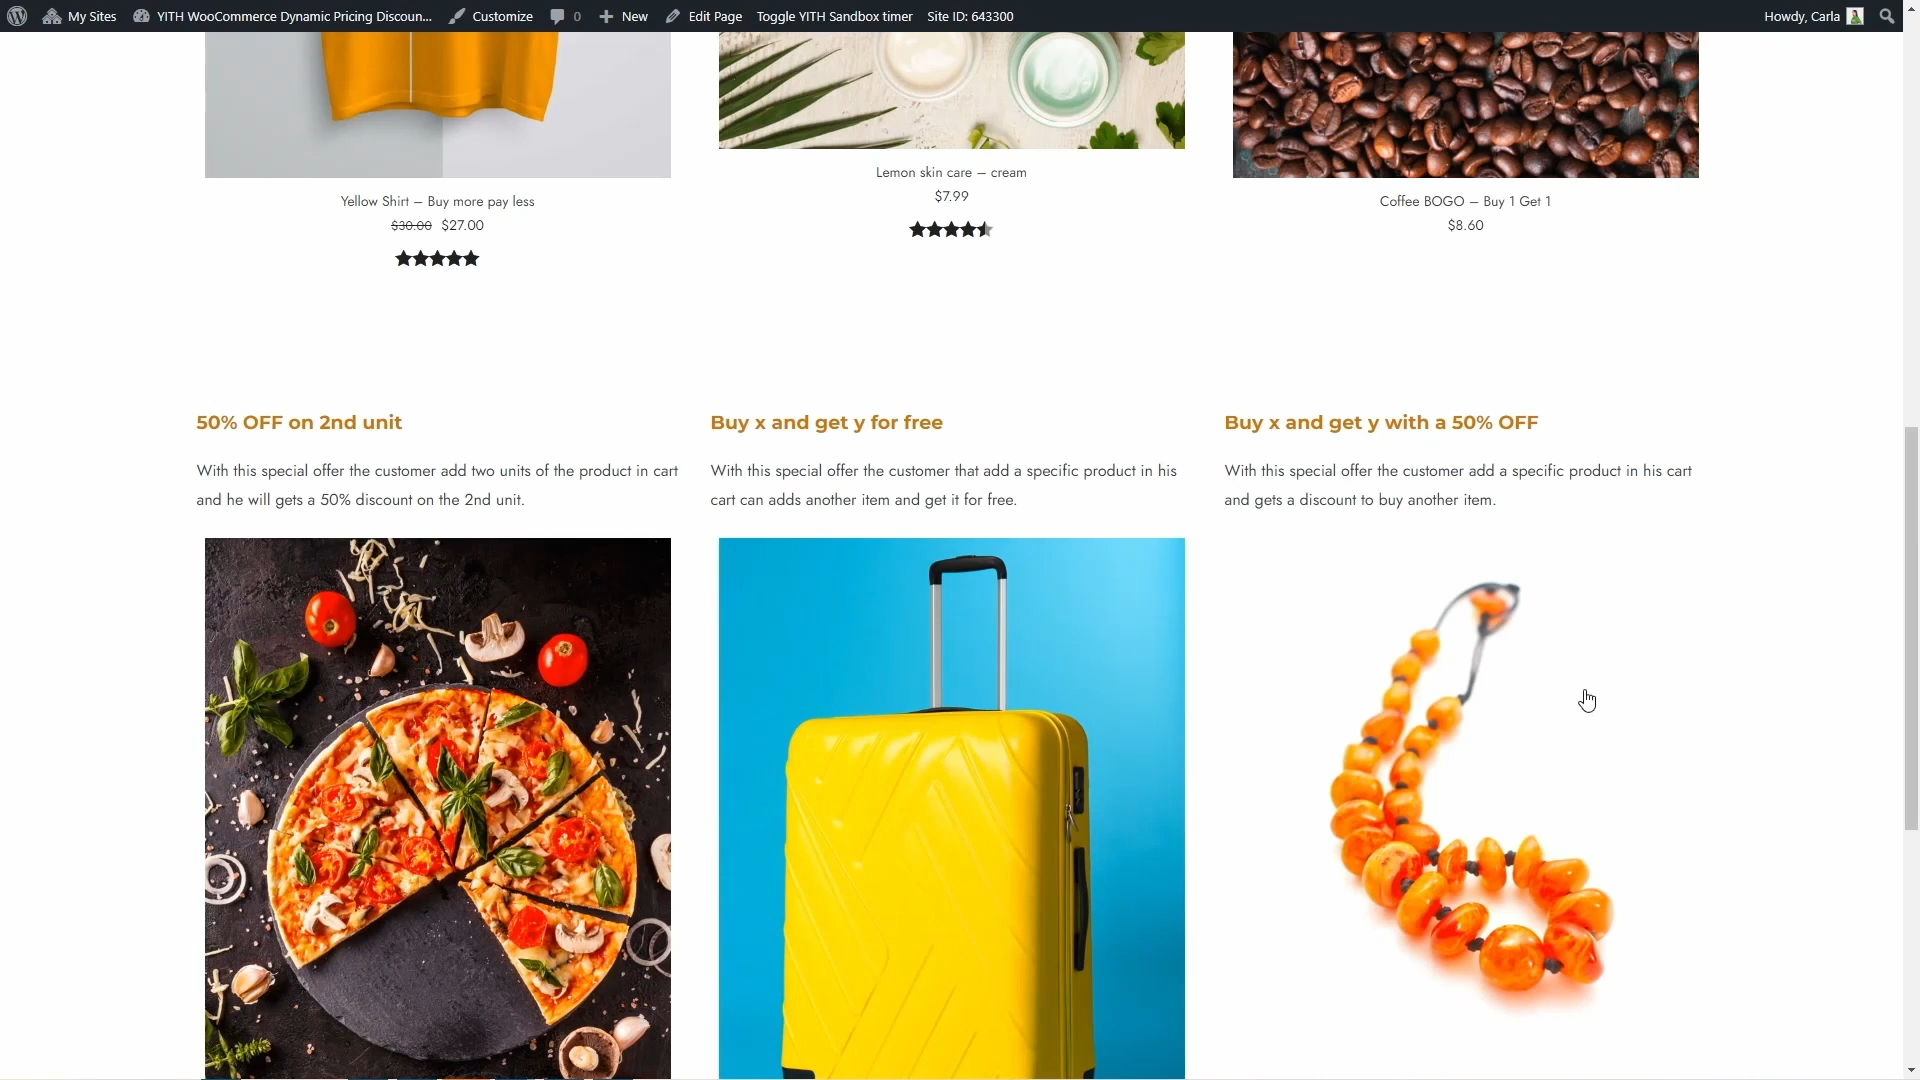 My Sites YITH WooCommerce Dynamic Pricing Discoun... Customize 0 New Edit Page Toggle YITH Sandbox timer Site ID: 643300 Howdy, Carla
Yellow Shirt – Buy more pay less
$30.00 $27.00
Lemon skin care – cream
$7.99
Coffee BOGO – Buy 1 Get 1
$8.60
50% OFF on 2nd unit
With this special offer the customer add two units of the product in cart
and he will gets a 50% discount on the 2nd unit.
Buy x and get y for free
With this special offer the customer that add a specific product in his
cart can adds another item and get it for free.
Buy x and get y with a 50% OFF
With this special offer the customer add a specific product in his cart
and gets a discount to buy another item.